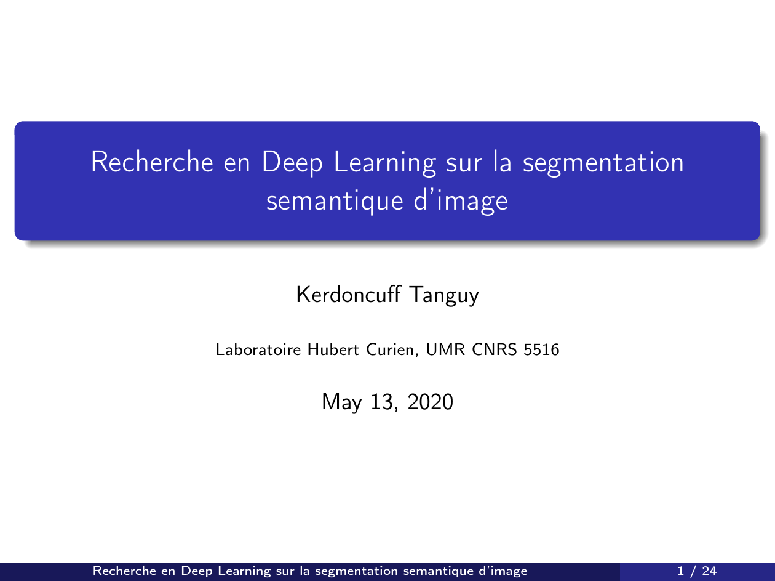 Recherche en Deep Learning sur la segmentation
semantique d'image
Kerdoncuff Tanguy
Laboratoire Hubert Curien, UMR CNRS 5516
May 13, 2020
Recherche en Deep Learning sur la segmentation semantique d'image 1 / 24